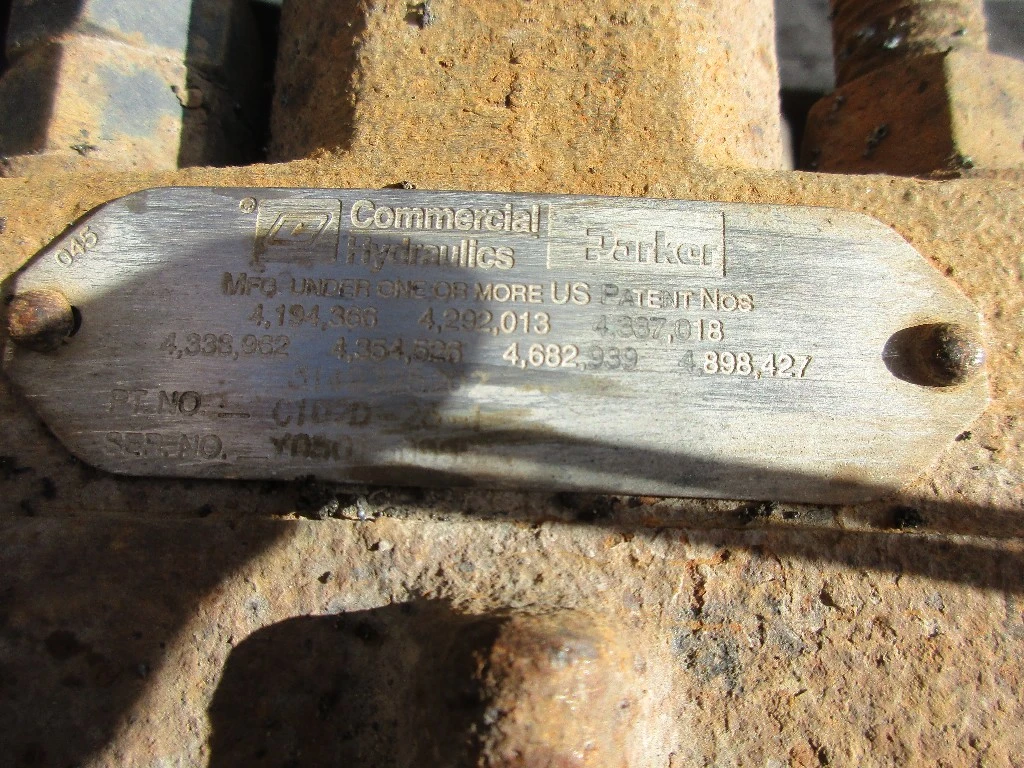 045
® Commercial Parker
Hydraulics
MFG UNDER ONE OR MORE US PATENT NOS
4,194,366 4,292,013 4,337,018
4,338,962 4,354,526 4,682,939 4,898,427
PT. NO.
SER. NO.